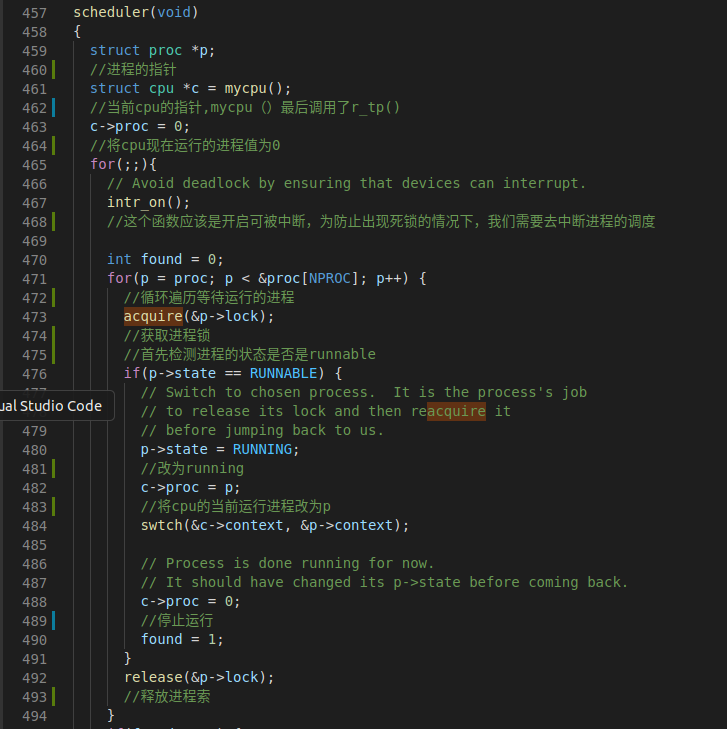 457 scheduler(void)
458 {
459 struct proc *p;
460 //进程的指针
461 struct cpu *c = mycpu();
462 //当前cpu的指针,mycpu（）最后调用了r_tp()
463 c->proc = 0;
464 //将cpu现在运行的进程值为0
465 for(;;){
466 // Avoid deadlock by ensuring that devices can interrupt.
467 intr_on();
468 //这个函数应该是开启可被中断，为防止出现死锁的情况下，我们需要去中断进程的调度
469
470 int found = 0;
471 for(p = proc; p < &proc[NPROC]; p++) {
472 //循环遍历等待运行的进程
473 acquire(&p->lock);
474 //获取进程锁
475 //首先检测进程的状态是否是runnable
476 if(p->state == RUNNABLE) {
// Switch to chosen process.  It is the process's job
ual Studio Code
// to release its lock and then reacquire it
479 // before jumping back to us.
480 p->state = RUNNING;
481 //改为running
482 c->proc = p;
483 //将cpu的当前运行进程改为p
484 swtch(&c->context, &p->context);
485
486 // Process is done running for now.
487 // It should have changed its p->state before coming back.
488 c->proc = 0;
489 //停止运行
490 found = 1;
491 }
492 release(&p->lock);
493 //释放进程索
494 }